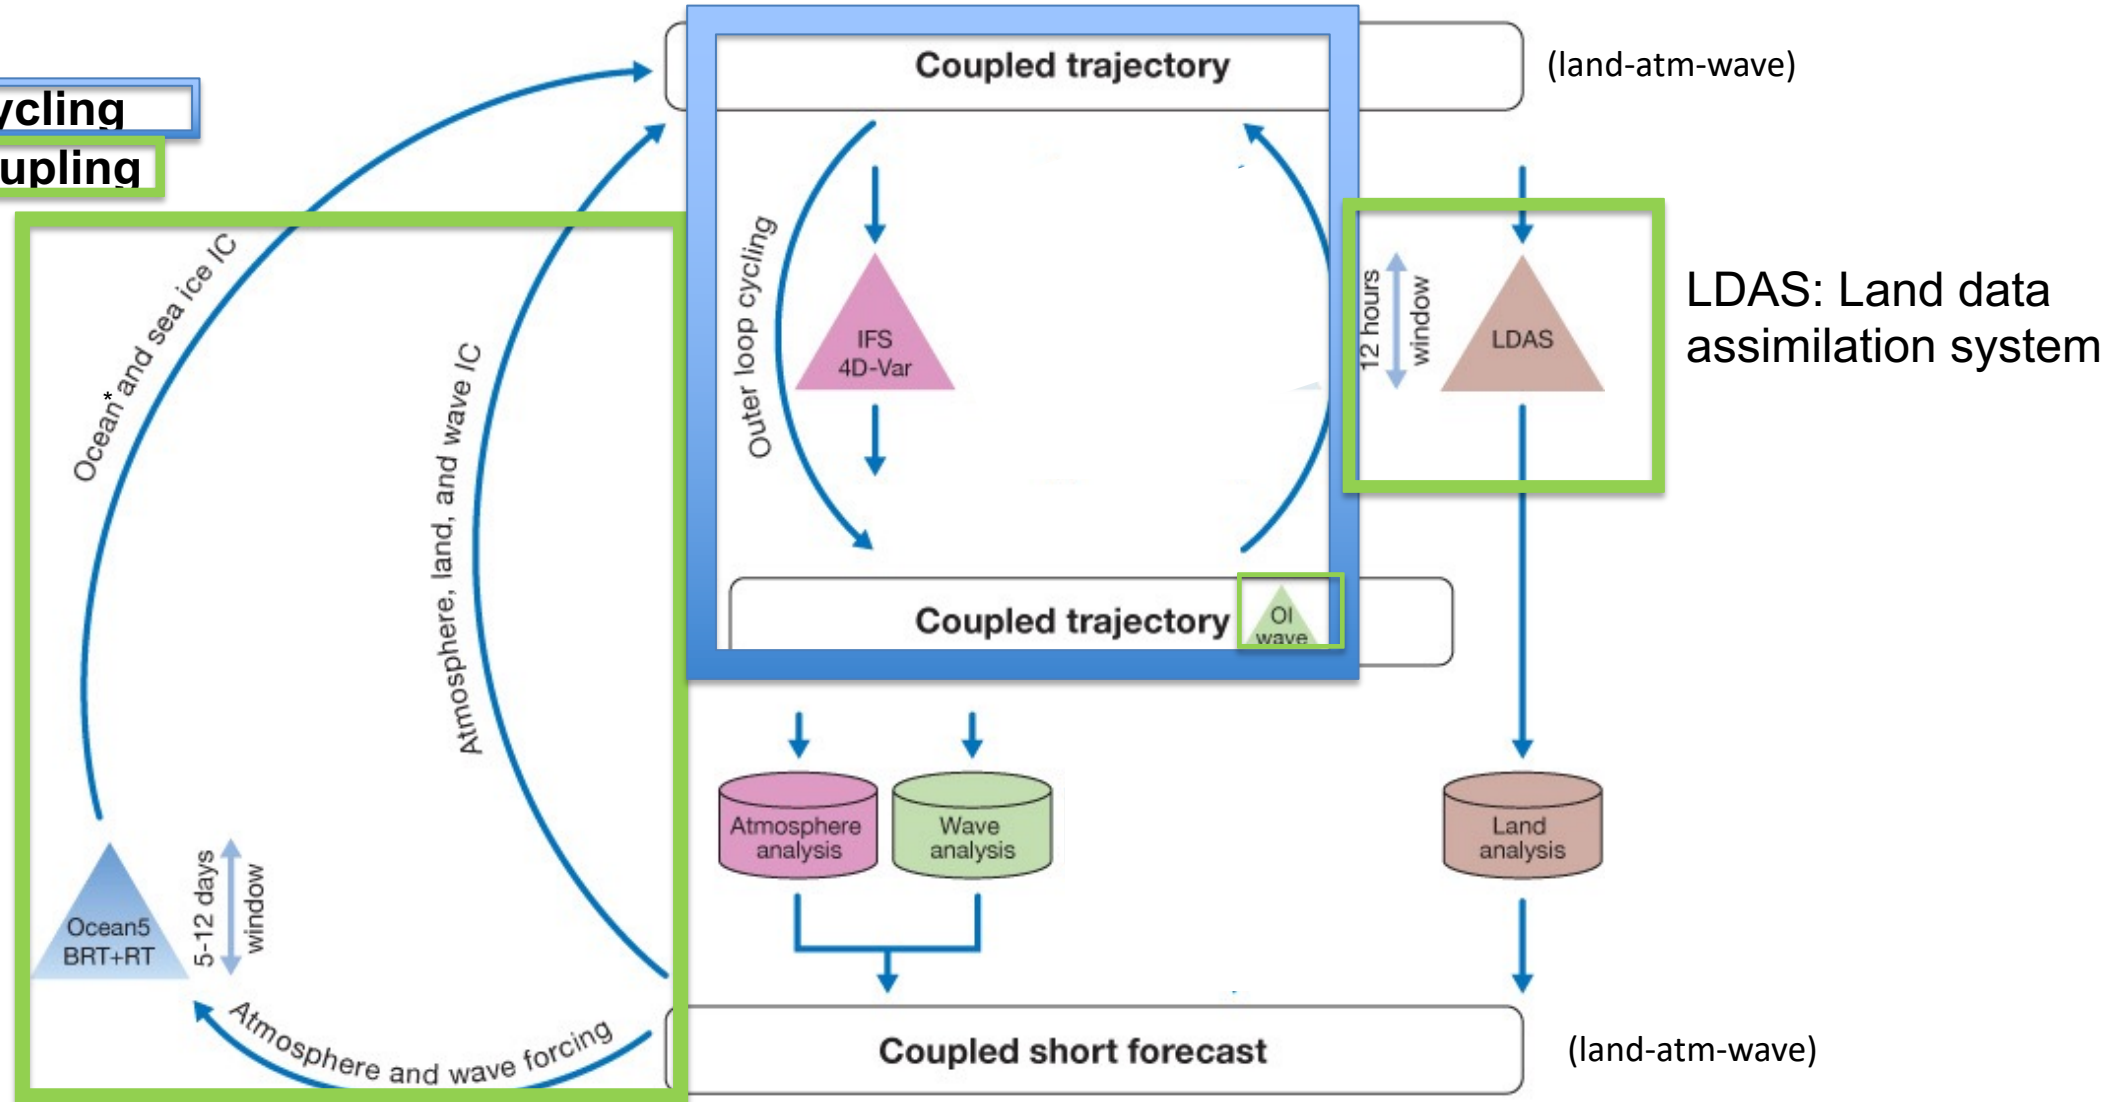 Coupled trajectory
(land-atm-wave)
ycling
upling
Ocean* and sea ice IC
Atmosphere, land, and wave IC
Outer loop cycling
IFS
4D-Var
12 hours
window
LDAS
LDAS: Land data
assimilation system
Coupled trajectory
OI
wave
Atmosphere
analysis
Wave
analysis
Land
analysis
Ocean5
BRT+RT
5-12 days
window
Atmosphere and wave forcing
Coupled short forecast
(land-atm-wave)